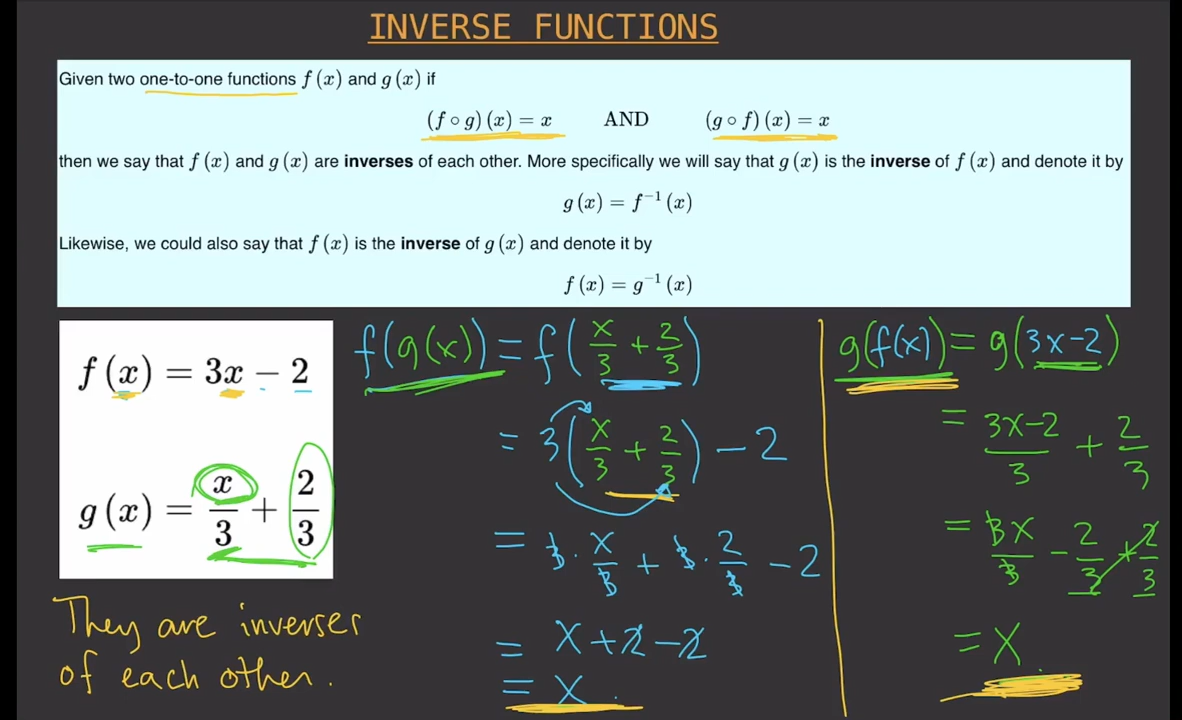 INVERSE FUNCTIONS
Given two one-to-one functions f (x) and g (x) if
(f ∘ g) (x) = x AND (g ∘ f) (x) = x
then we say that f (x) and g (x) are inverses of each other. More specifically we will say that g (x) is the inverse of f (x) and denote it by
g (x) = f⁻¹ (x)
Likewise, we could also say that f (x) is the inverse of g (x) and denote it by
f (x) = g⁻¹ (x)
f (x) = 3x − 2
g (x) = x/3 + 2/3
They are inverses
of each other.
f(g(x)) = f(x/3 + 2/3)
= 3(x/3 + 2/3) − 2
= 3 · x/3 + 3 · 2/3 − 2
= x + 2 − 2
= x
g(f(x)) = g(3x−2)
= 3x−2/3 + 2/3
= 3x/3 − 2/3 + 2/3
= x